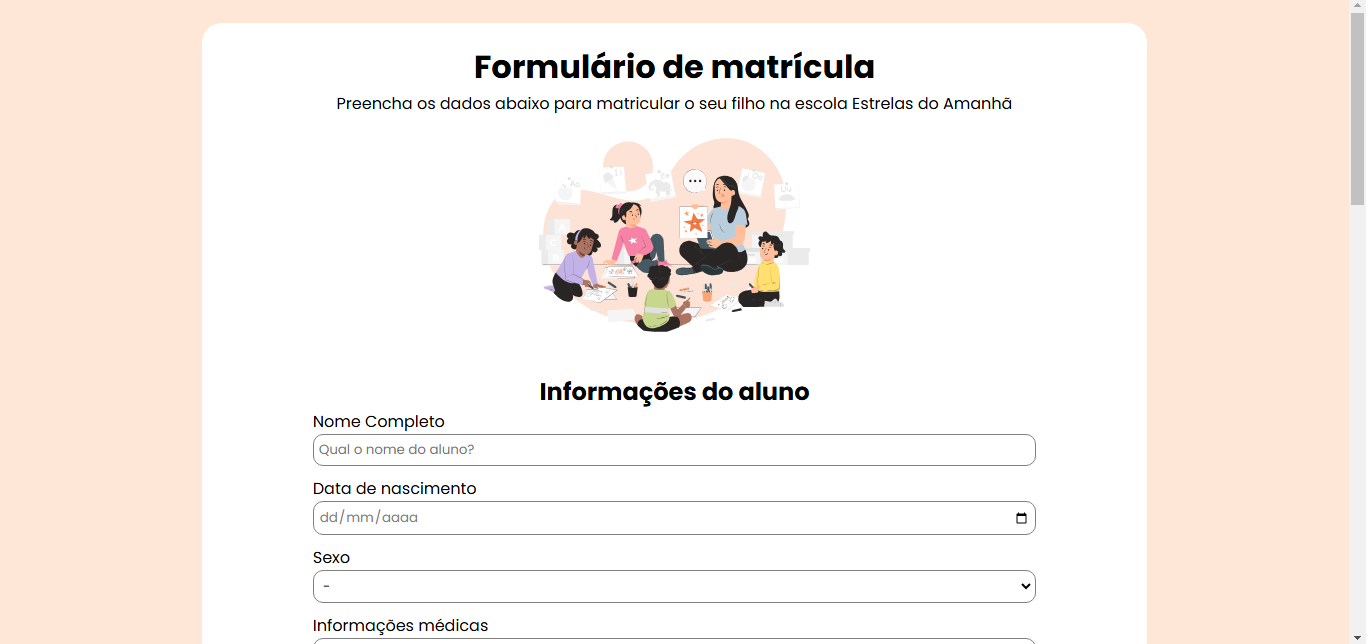 Formulário de matrícula
Preencha os dados abaixo para matricular o seu filho na escola Estrelas do Amanhã
Informações do aluno
Nome Completo
Qual o nome do aluno?
Data de nascimento
dd/mm/aaaa
Sexo
-
Informações médicas